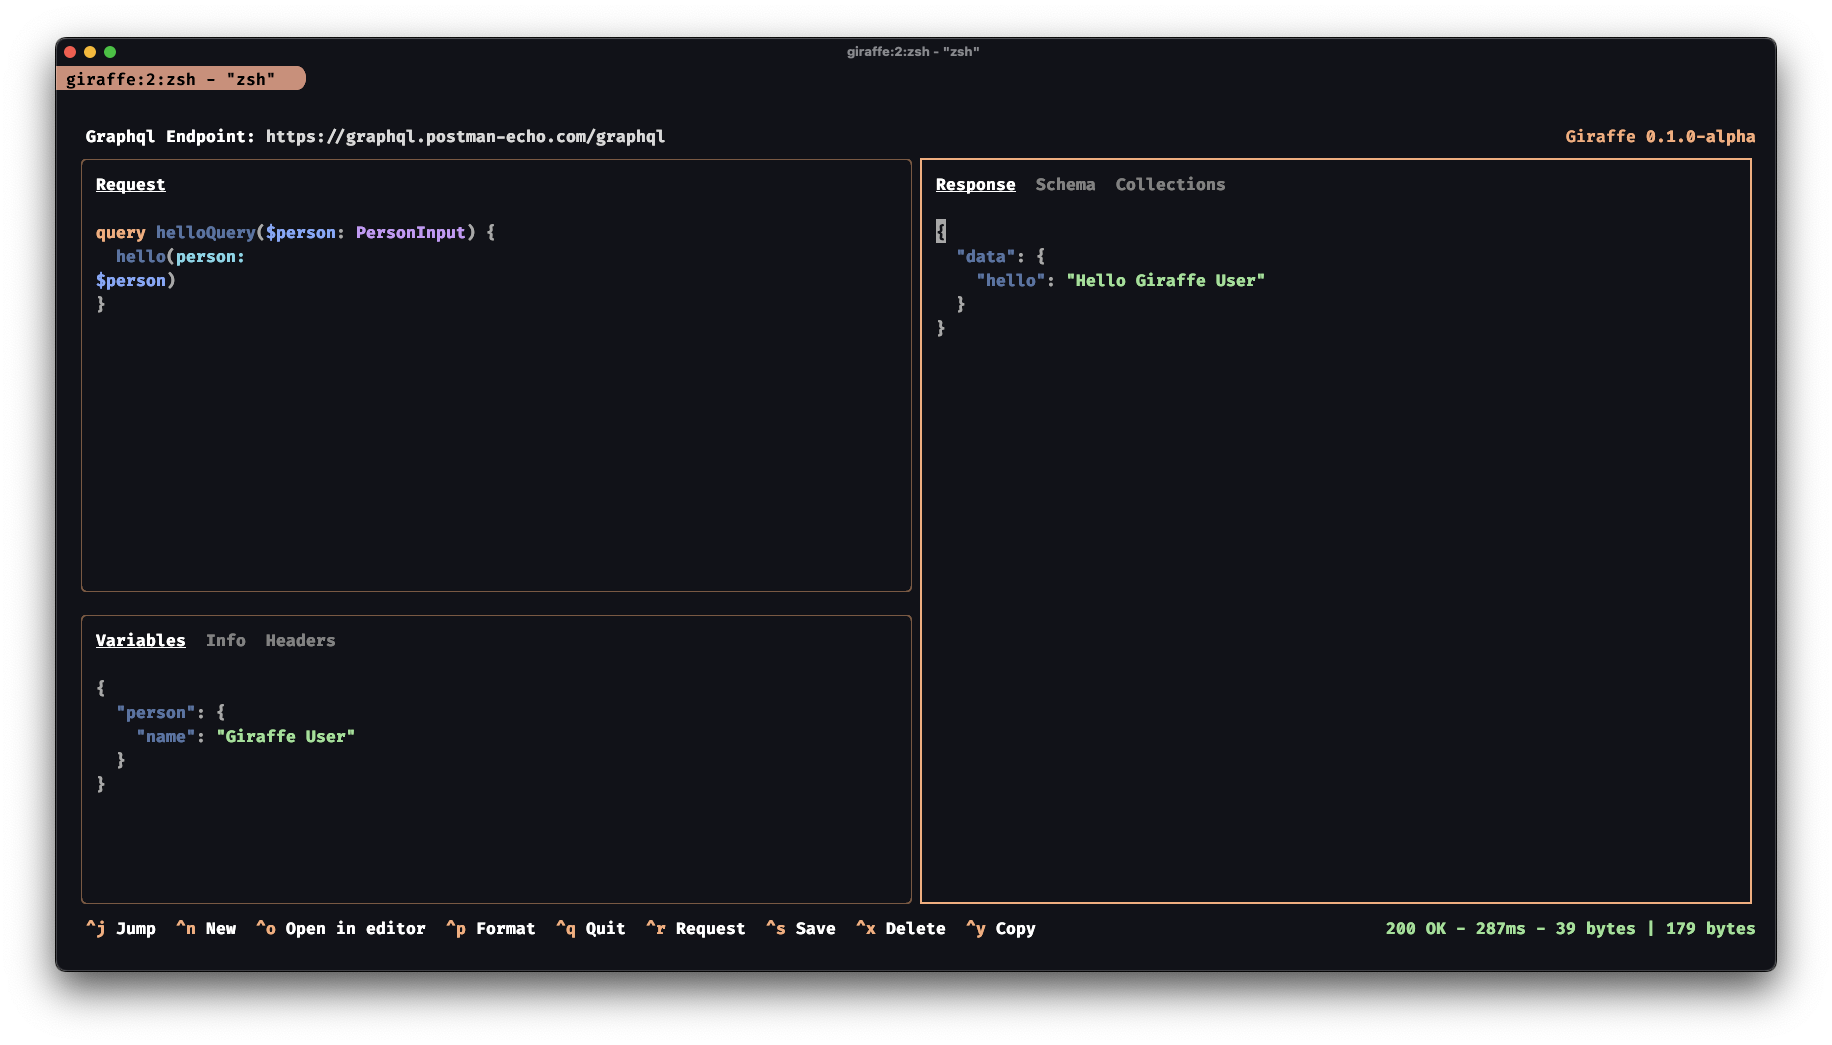 giraffe:2:zsh - "zsh"
giraffe:2:zsh - "zsh"
Graphql Endpoint: https://graphql.postman-echo.com/graphql
Giraffe 0.1.0-alpha
Request
query helloQuery($person: PersonInput) {
  hello(person:
$person)
}
Variables Info Headers
{
  "person": {
    "name": "Giraffe User"
  }
}
Response Schema Collections
{
  "data": {
    "hello": "Hello Giraffe User"
  }
}
^j Jump ^n New ^o Open in editor ^p Format ^q Quit ^r Request ^s Save ^x Delete ^y Copy
200 OK - 287ms - 39 bytes | 179 bytes